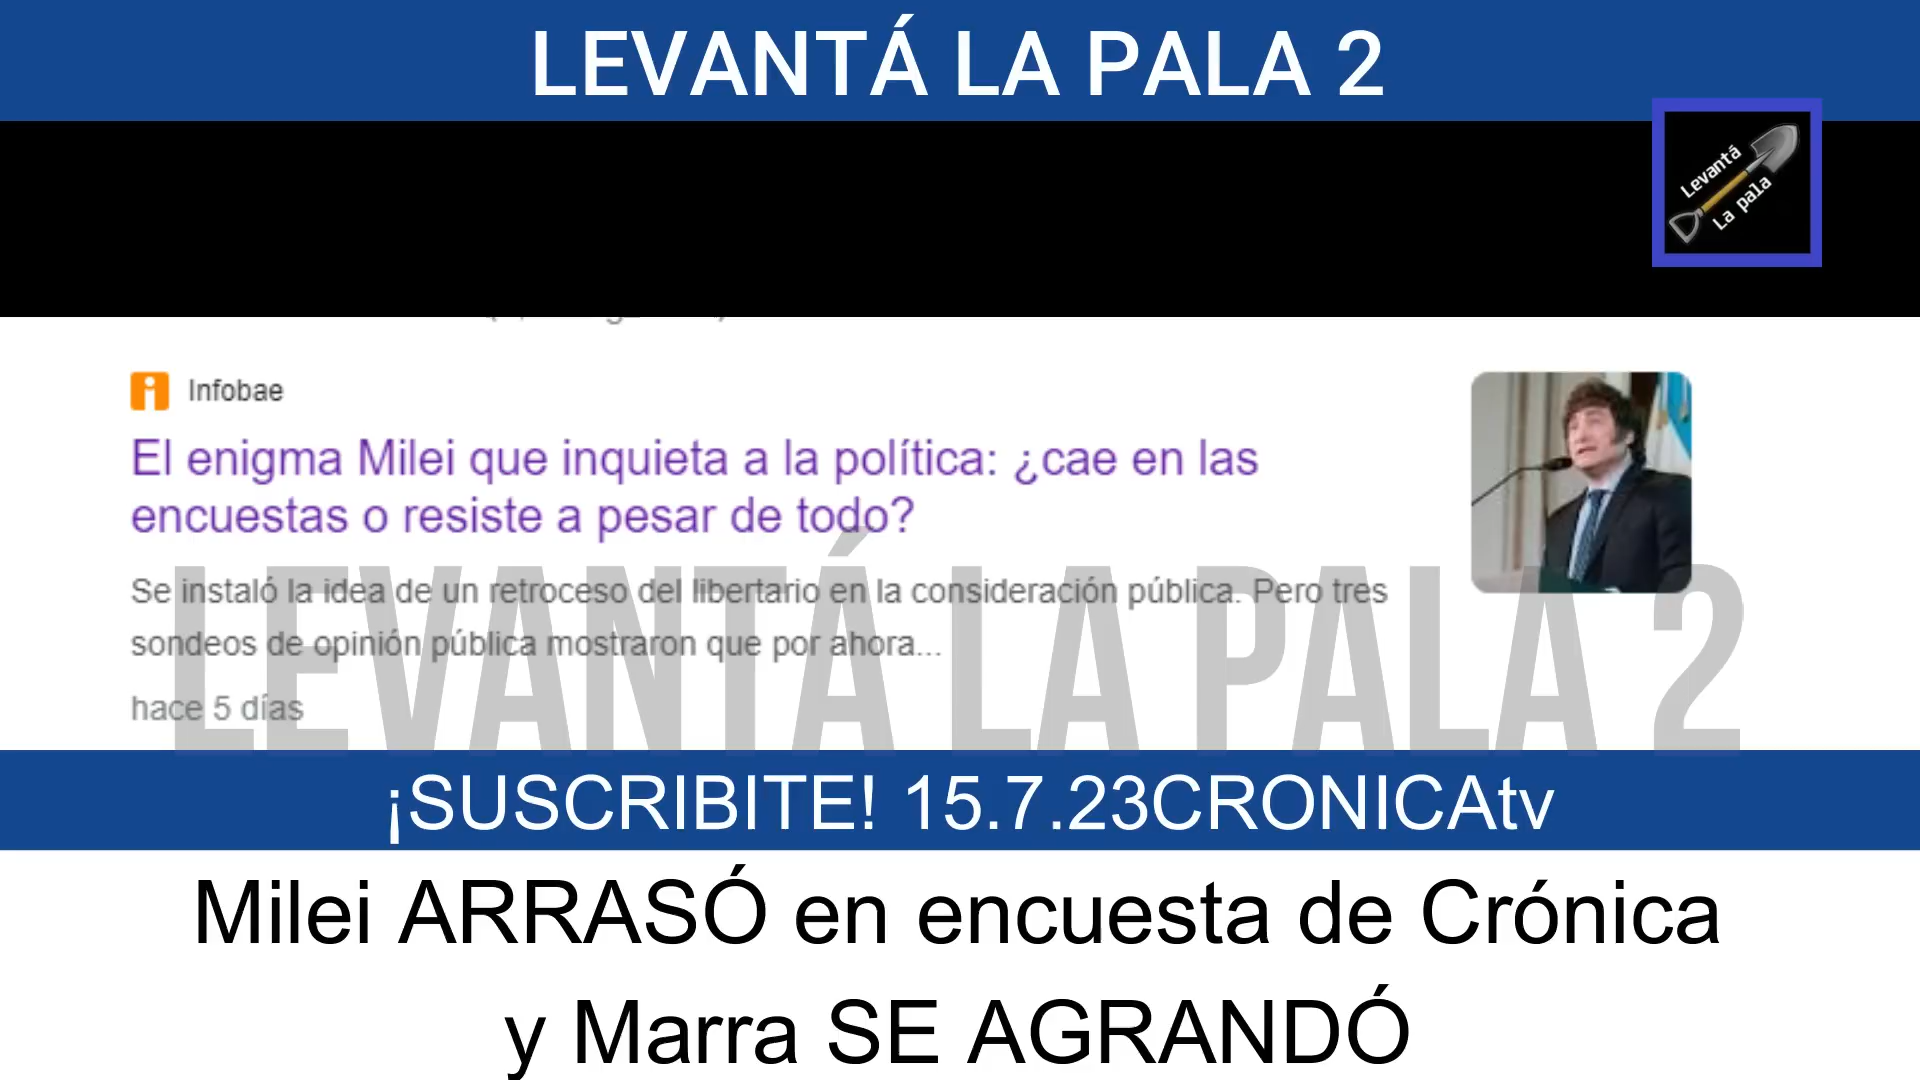 LEVANTÁ LA PALA 2
Levantá
La pala
Infobae
El enigma Milei que inquieta a la política: ¿cae en las
encuestas o resiste a pesar de todo?
Se instaló la idea de un retroceso del libertario en la consideración pública. Pero tres
sondeos de opinión pública mostraron que por ahora...
hace 5 días
LEVANTÁ LA PALA 2
¡SUSCRIBITE! 15.7.23CRONICAtv
Milei ARRASÓ en encuesta de Crónica
y Marra SE AGRANDÓ